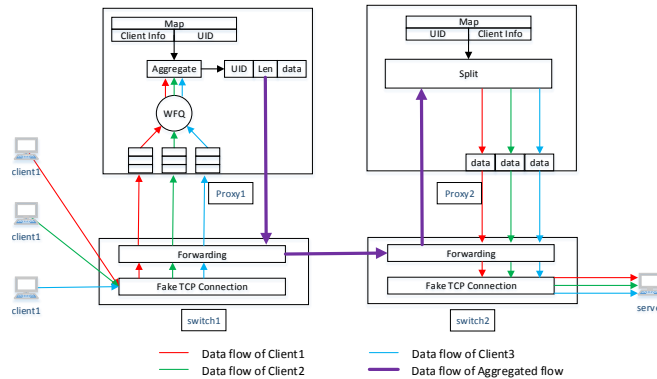 Map
Client Info UID
Aggregate
UID Len data
WFQ
Proxy1
client1
client1
client1
Forwarding
Fake TCP Connection
switch1
Map
UID Client Info
Split
data data data
Proxy2
Forwarding
Fake TCP Connection
switch2
serve
Data flow of Client1
Data flow of Client2
Data flow of Client3
Data flow of Aggregated flow